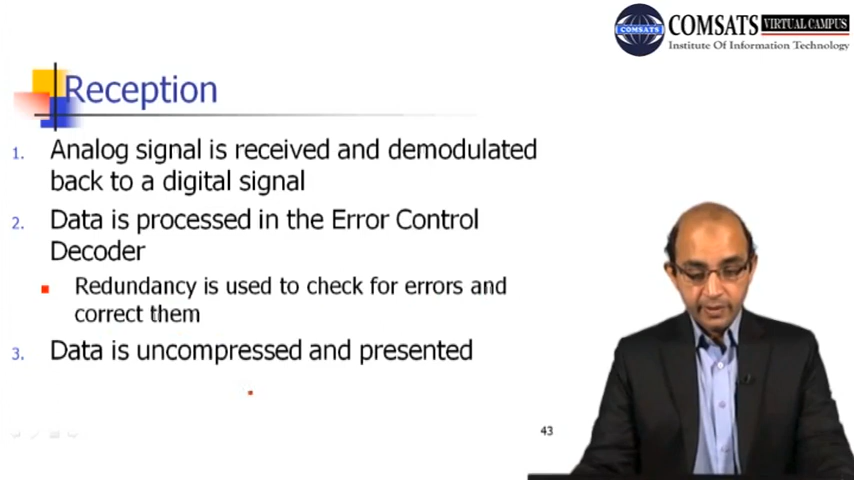 COMSATS
COMSATS VIRTUAL CAMPUS
Institute Of Information Technology
Reception
1. Analog signal is received and demodulated
back to a digital signal
2. Data is processed in the Error Control
Decoder
Redundancy is used to check for errors and
correct them
3. Data is uncompressed and presented
43